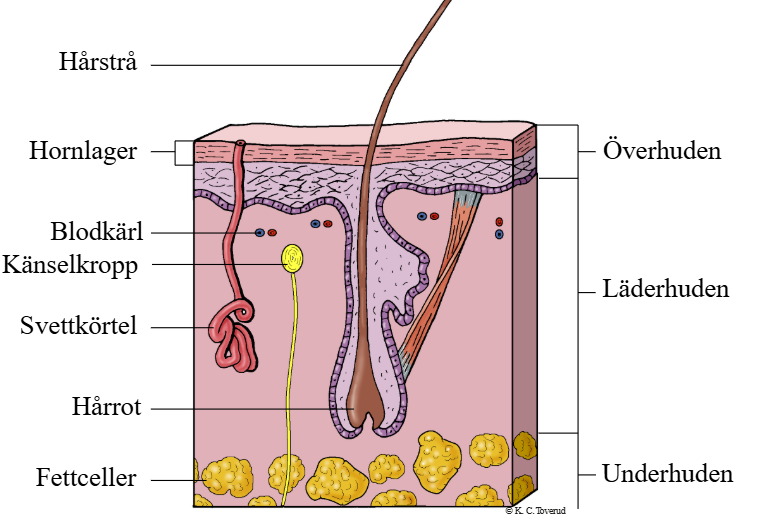 Hårstrå
Hornlager
Överhuden
Blodkärl
Känselkropp
Läderhuden
Svettkörtel
Hårrot
Fettceller
Underhuden
© K. C. Toverud